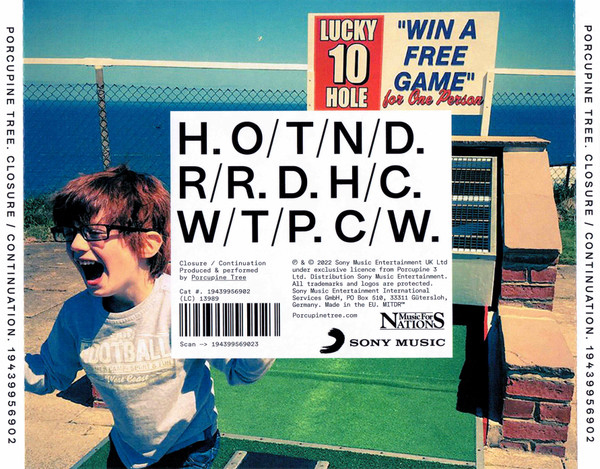 PORCUPINE TREE. CLOSURE / CONTINUATION. 19439956902
LUCKY
10
HOLE
"WIN A
FREE
GAME"
for One Person
H. O/T/N/D.
R/R. D. H/C.
W/T/P. C/W.
Closure / Continuation
Produced & performed
by Porcupine Tree
Cat #. 19439956902
(LC) 13989
Scan —> 194399569023
℗ & © 2022 Sony Music Entertainment UK Ltd
under exclusive licence from Porcupine 3
Ltd. Distribution Sony Music Entertainment.
All trademarks and logos are protected.
Sony Music Entertainment International
Services GmbH, PO Box 510, 33311 Gütersloh,
Germany. Made in the EU. MITDR™
Porcupinetree.com
Music For
Nations
SONY MUSIC
FOOTBALL
West Coast
PORCUPINE TREE. CLOSURE / CONTINUATION. 19439956902